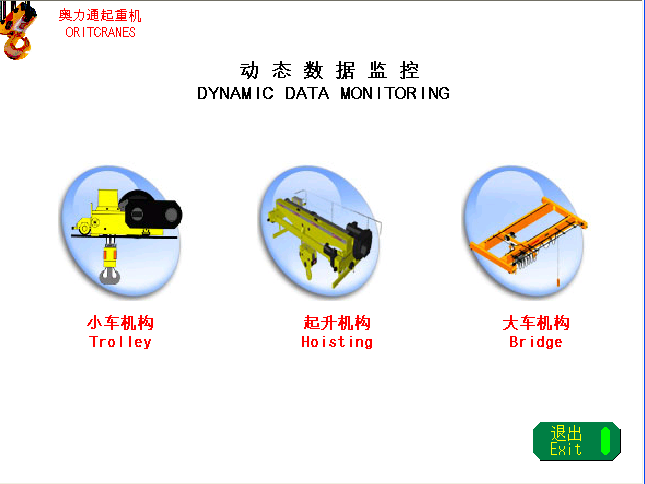 奥力通起重机
ORITCRANES
动态数据监控
DYNAMIC DATA MONITORING
小车机构
Trolley
起升机构
Hoisting
大车机构
Bridge
退出
Exit